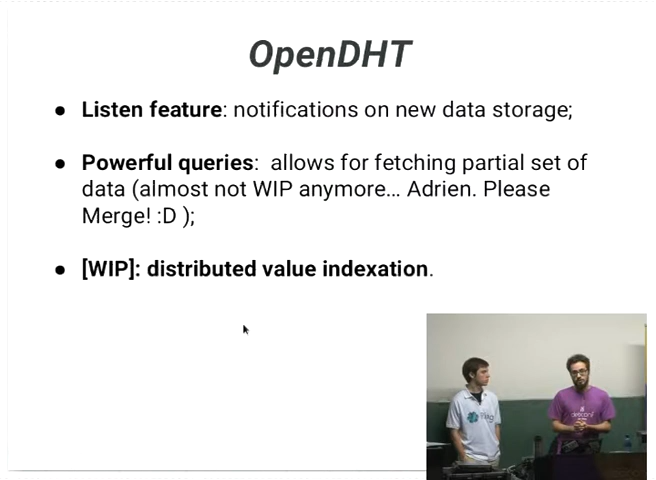 OpenDHT
● Listen feature: notifications on new data storage;
● Powerful queries: allows for fetching partial set of
data (almost not WIP anymore... Adrien. Please
Merge! :D );
● [WIP]: distributed value indexation.